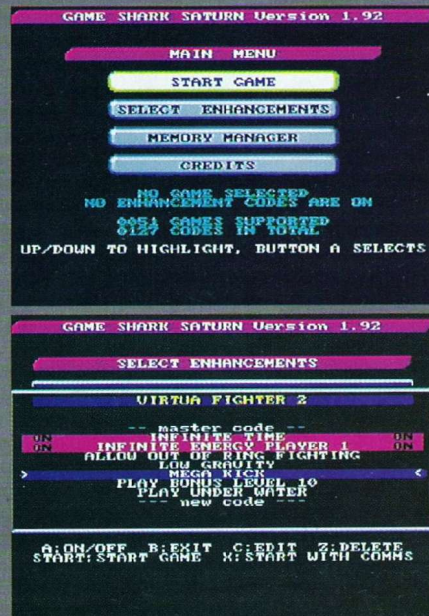 GAME SHARK SATURN Version 1.92
MAIN MENU
START GAME
SELECT ENHANCEMENTS
MEMORY MANAGER
CREDITS
NO GAME SELECTED
NO ENHANCEMENT CODES ARE ON
0051 GAMES SUPPORTED
0127 CODES IN TOTAL
UP/DOWN TO HIGHLIGHT, BUTTON A SELECTS
GAME SHARK SATURN Version 1.92
SELECT ENHANCEMENTS
VIRTUA FIGHTER 2
-- master code --
ON INFINITE TIME ON
ON INFINITE ENERGY PLAYER 1 ON
ALLOW OUT OF RING FIGHTING
LOW GRAVITY
> MEGA KICK <
PLAY BONUS LEVEL 10
PLAY UNDER WATER
--- new code ---
A:ON/OFF B:EXIT C:EDIT Z:DELETE
START:START GAME X:START WITH COMMS